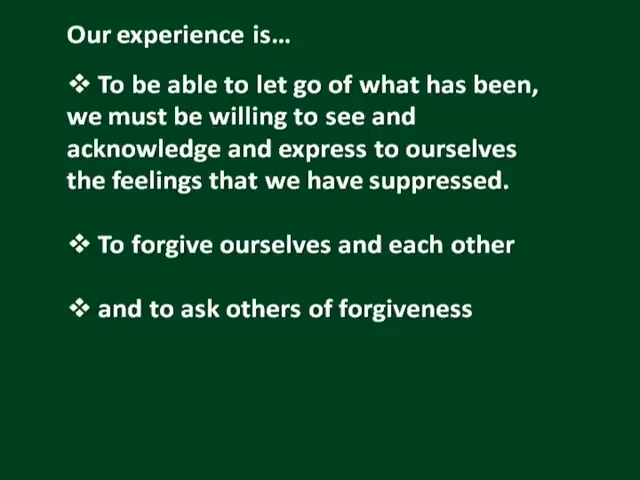 Our experience is...
❖ To be able to let go of what has been,
we must be willing to see and
acknowledge and express to ourselves
the feelings that we have suppressed.
❖ To forgive ourselves and each other
❖ and to ask others of forgiveness